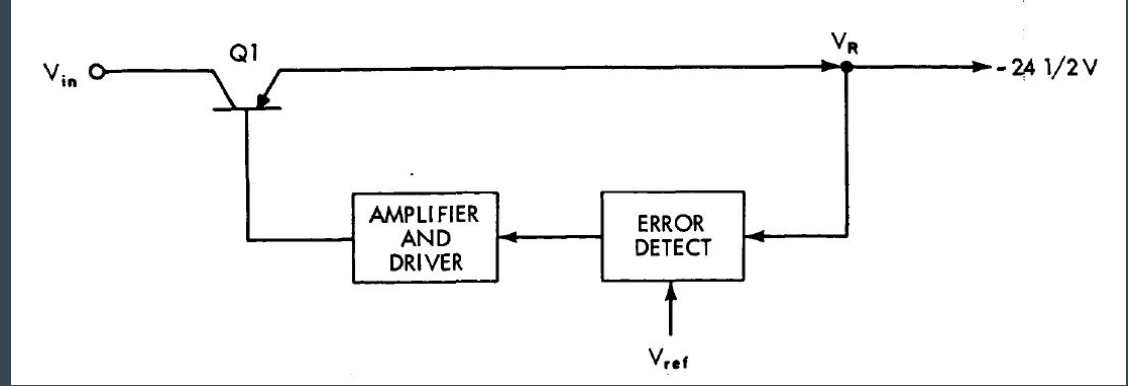 Q1
V_R
V_in
- 24 1/2 V
AMPLIFIER
AND
DRIVER
ERROR
DETECT
V_ref